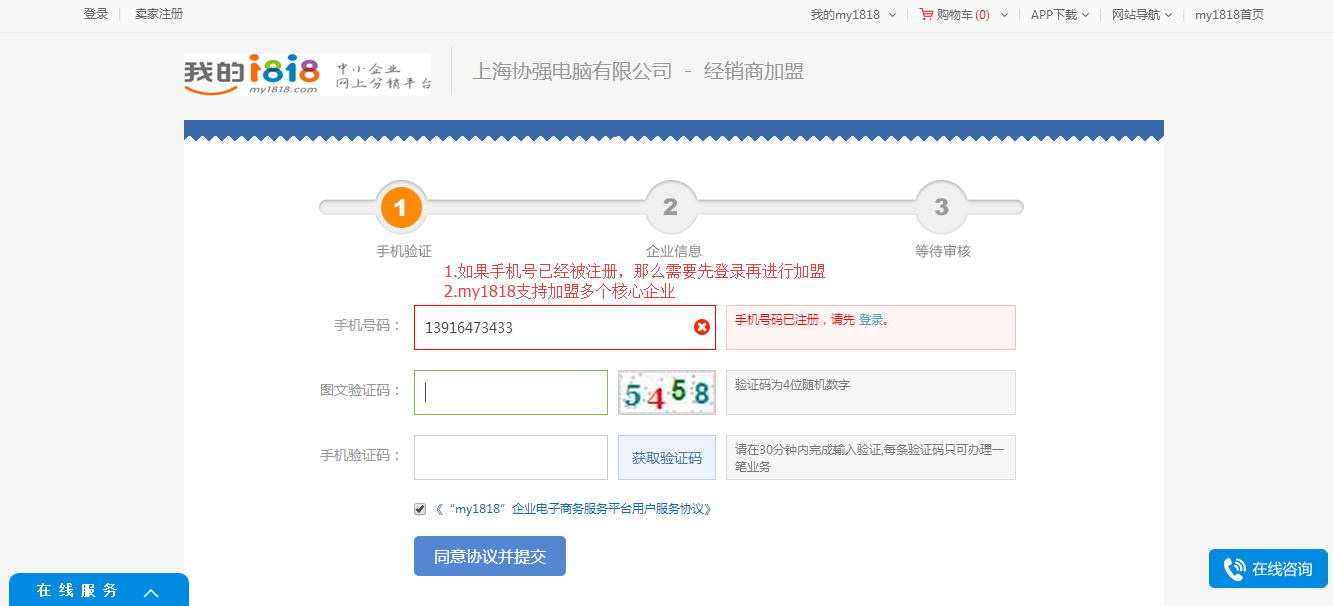 登录
卖家注册
我的my1818
购物车(0)
APP下载
网站导航
my1818首页
我的i818
my1818.com
中小企业
网上分销平台
上海协强电脑有限公司 - 经销商加盟
1
2
3
手机验证
企业信息
等待审核
1.如果手机号已经被注册，那么需要先登录再进行加盟
2.my1818支持加盟多个核心企业
手机号码：
13916473433
手机号码已注册，请先 登录。
图文验证码：
5458
验证码为4位随机数字
手机验证码：
获取验证码
请在30分钟内完成输入验证,每条验证码只可办理一
笔业务
《 “my1818” 企业电子商务服务平台用户服务协议》
同意协议并提交
在线服务
在线咨询